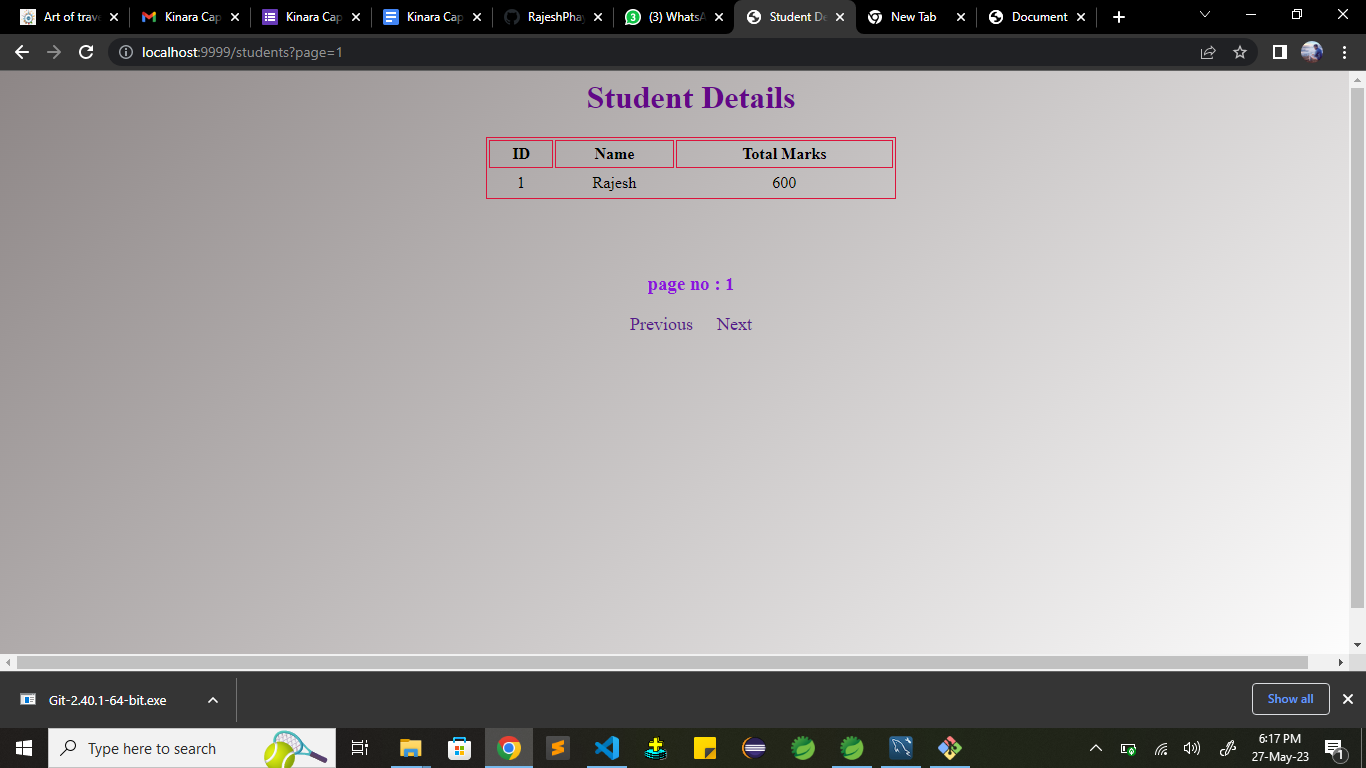 Art of trav
Kinara Cap
Kinara Cap
Kinara Cap
RajeshPhay
(3) WhatsA
Student De
New Tab
Document
localhost:9999/students?page=1
Student Details
ID Name Total Marks
1 Rajesh 600
page no : 1
Previous Next
Git-2.40.1-64-bit.exe
Show all
Type here to search
6:17 PM
27-May-23
1